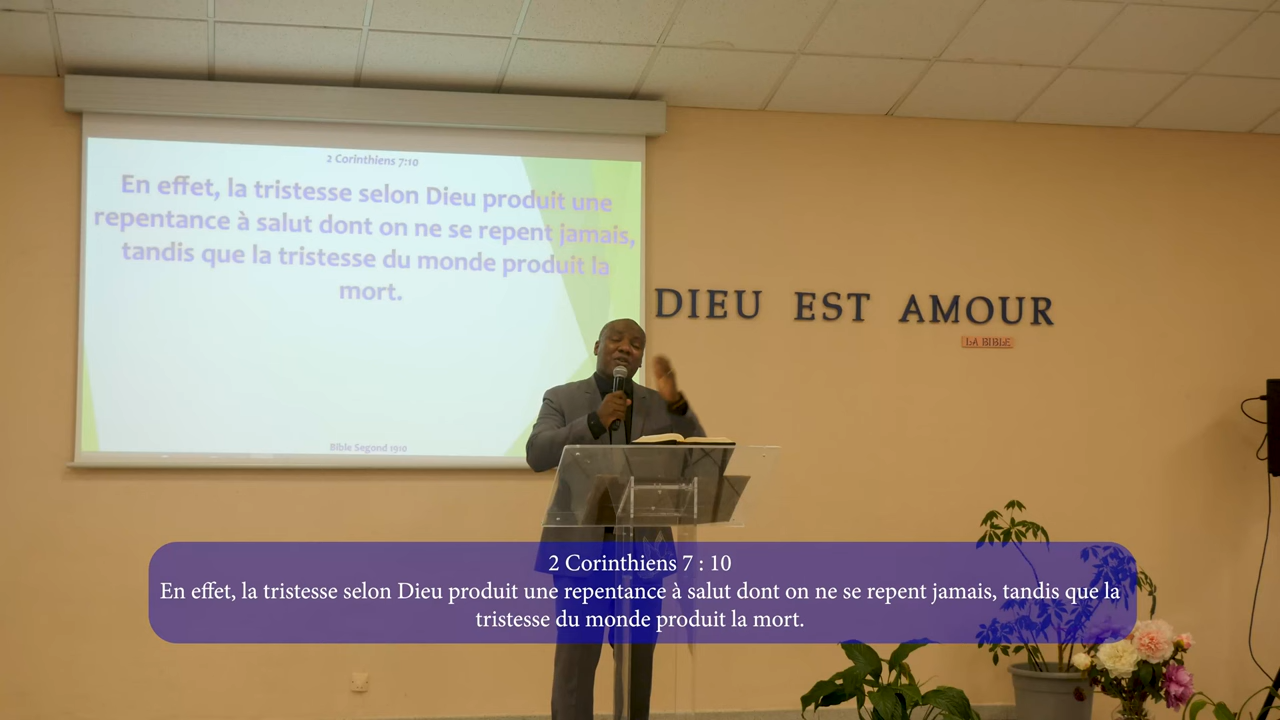 2 Corinthiens 7:10
En effet, la tristesse selon Dieu produit une
repentance à salut dont on ne se repent jamais,
tandis que la tristesse du monde produit la
mort.
Bible Segond 1910
DIEU EST AMOUR
LA BIBLE
2 Corinthiens 7 : 10
En effet, la tristesse selon Dieu produit une repentance à salut dont on ne se repent jamais, tandis que la
tristesse du monde produit la mort.